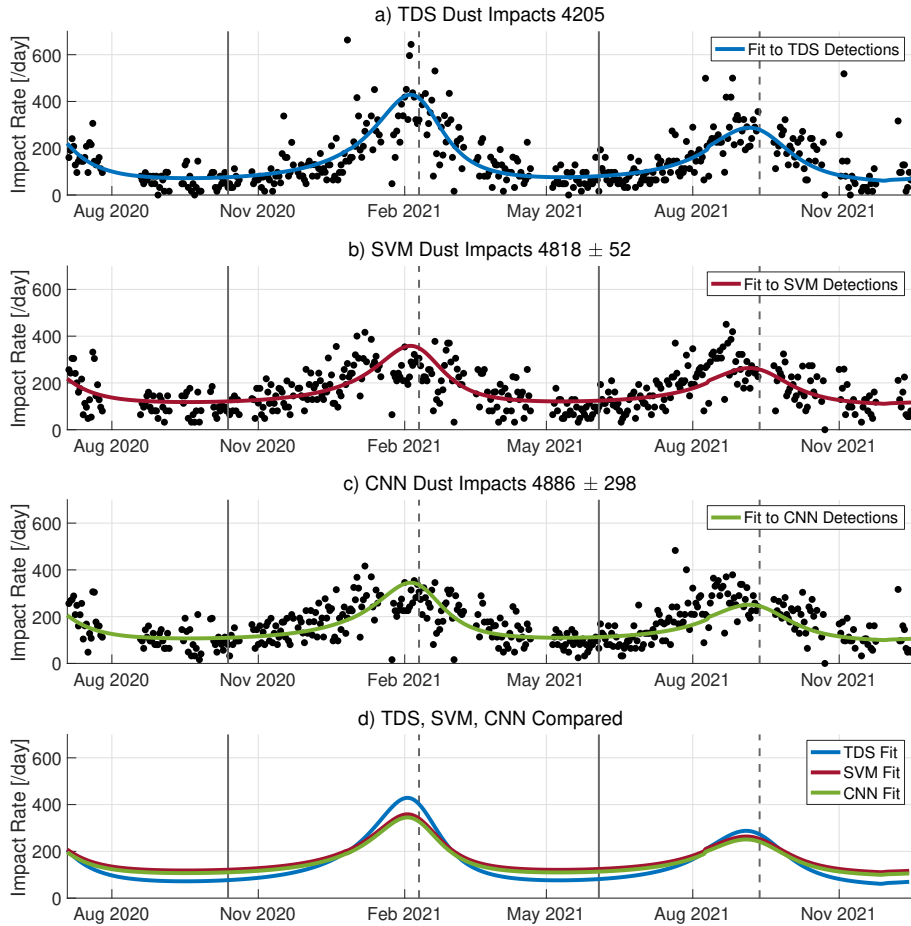 a) TDS Dust Impacts 4205
Impact Rate [/day]
600
400
200
0
Fit to TDS Detections
Aug 2020 Nov 2020 Feb 2021 May 2021 Aug 2021 Nov 2021
b) SVM Dust Impacts 4818 ± 52
Impact Rate [/day]
600
400
200
0
Fit to SVM Detections
Aug 2020 Nov 2020 Feb 2021 May 2021 Aug 2021 Nov 2021
c) CNN Dust Impacts 4886 ± 298
Impact Rate [/day]
600
400
200
0
Fit to CNN Detections
Aug 2020 Nov 2020 Feb 2021 May 2021 Aug 2021 Nov 2021
d) TDS, SVM, CNN Compared
Impact Rate [/day]
600
400
200
0
TDS Fit
SVM Fit
CNN Fit
Aug 2020 Nov 2020 Feb 2021 May 2021 Aug 2021 Nov 2021